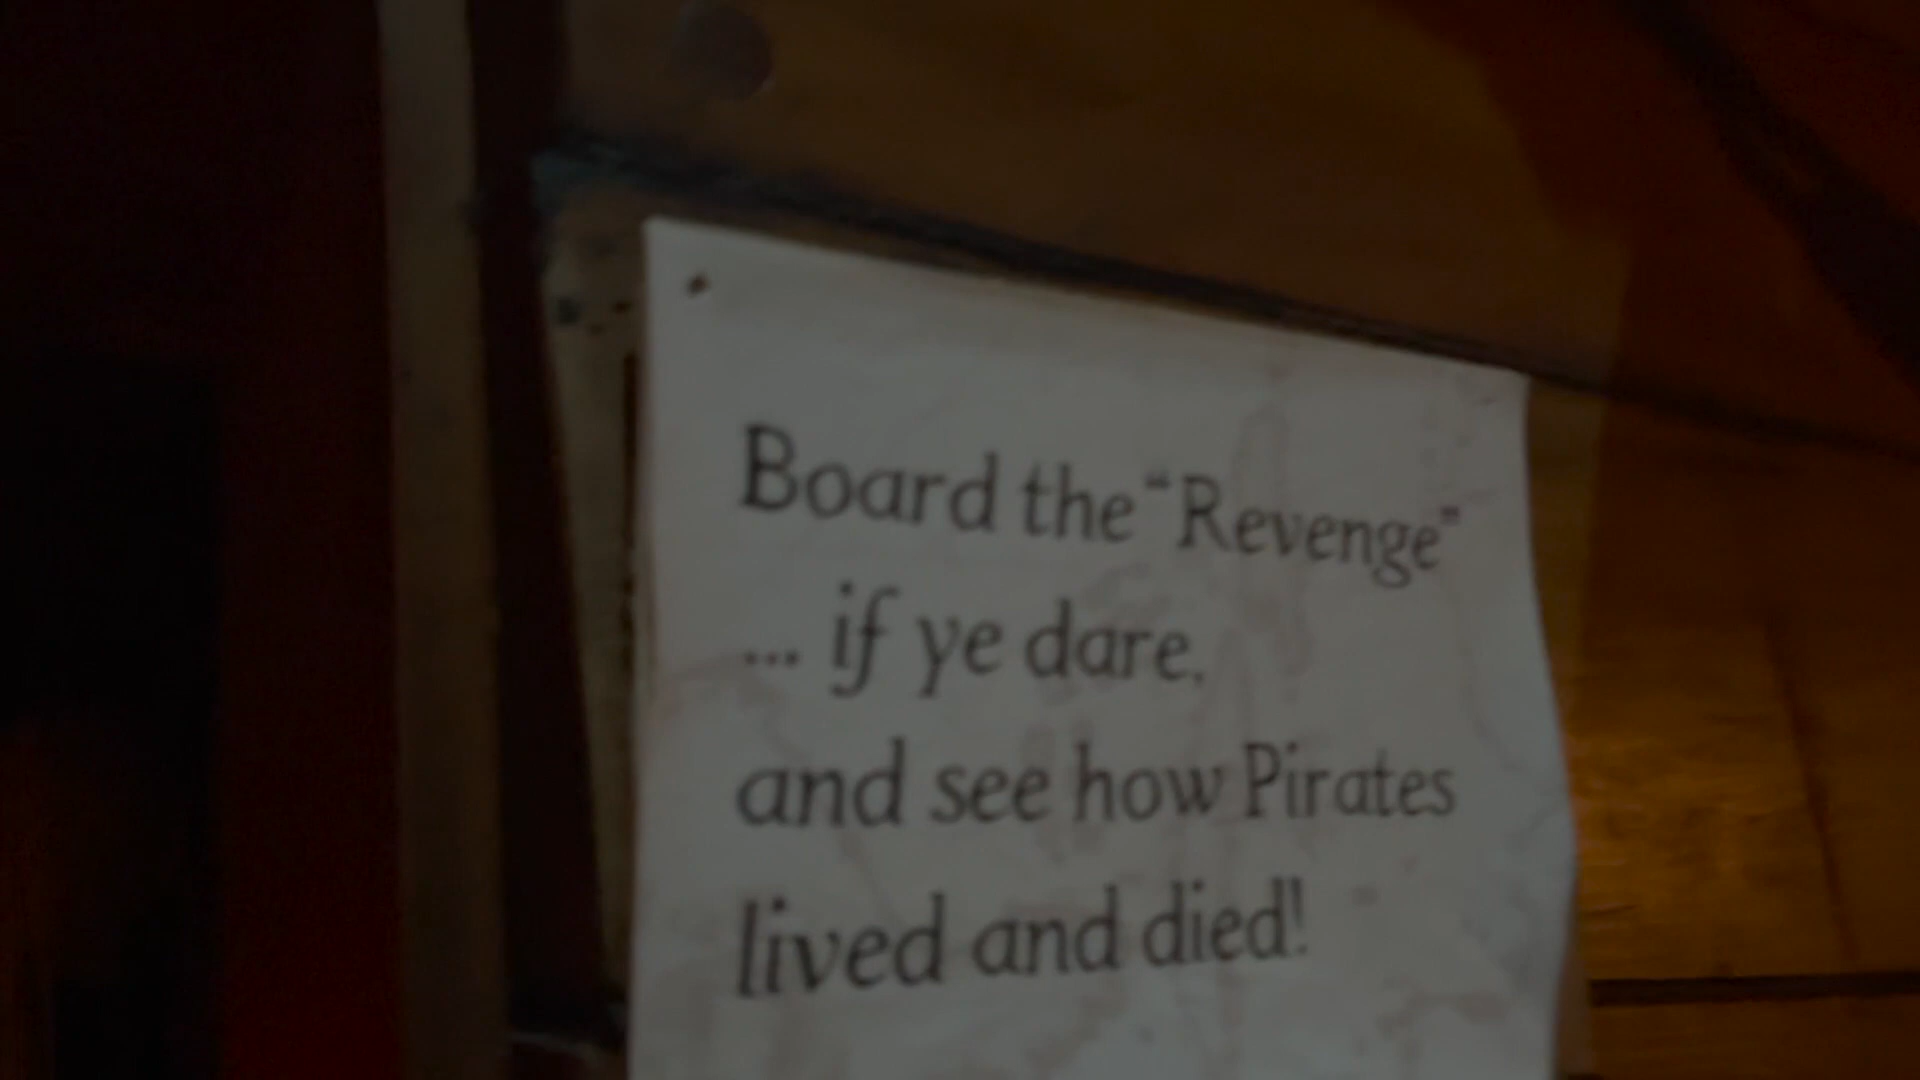 Board the “Revenge”
... if ye dare,
and see how Pirates
lived and died!